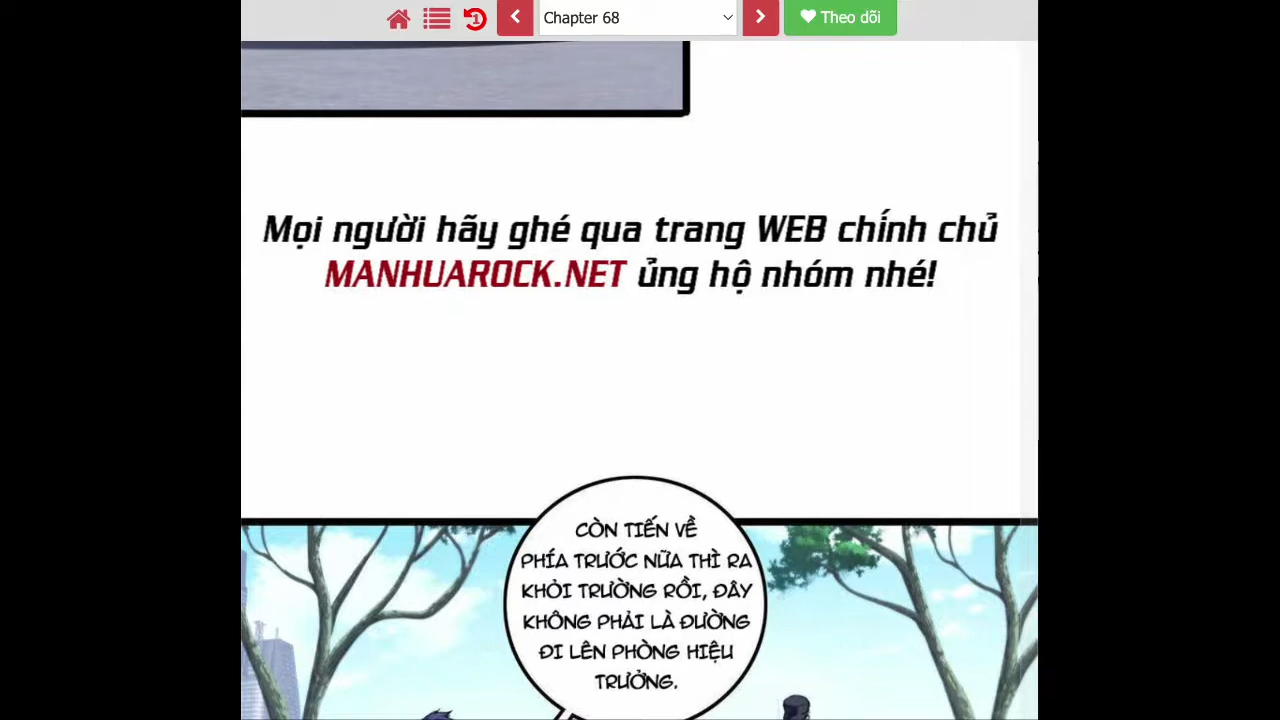 1
Chapter 68
Theo dõi
Mọi người hãy ghé qua trang WEB chính chủ
MANHUAROCK.NET ủng hộ nhóm nhé!
CÒN TIẾN VỀ
PHÍA TRƯỚC NỮA THÌ RA
KHỎI TRƯỜNG RỒI, ĐÂY
KHÔNG PHẢI LÀ ĐƯỜNG
ĐI LÊN PHÒNG HIỆU
TRƯỞNG.